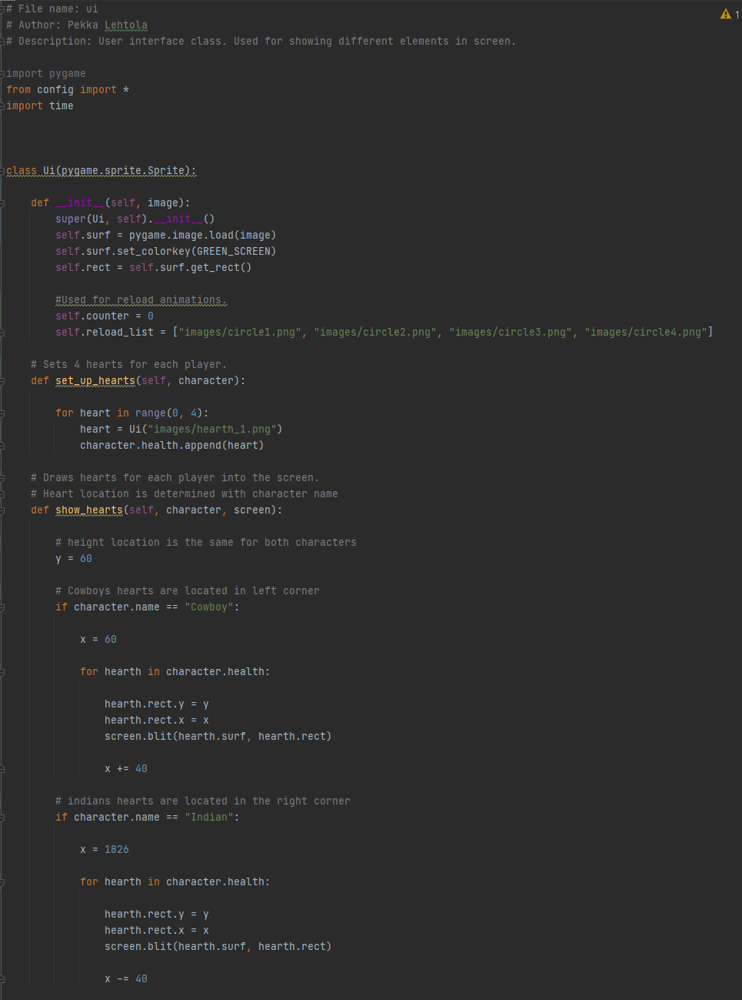 # File name: ui
# Author: Pekka Lehtola
# Description: User interface class. Used for showing different elements in screen.
1
import pygame
from config import *
import time
class Ui(pygame.sprite.Sprite):
def __init__(self, image):
super(Ui, self).__init__()
self.surf = pygame.image.load(image)
self.surf.set_colorkey(GREEN_SCREEN)
self.rect = self.surf.get_rect()
#Used for reload animations.
self.counter = 0
self.reload_list = ["images/circle1.png", "images/circle2.png", "images/circle3.png", "images/circle4.png"]
# Sets 4 hearts for each player.
def set_up_hearts(self, character):
for heart in range(0, 4):
heart = Ui("images/hearth_1.png")
character.health.append(heart)
# Draws hearts for each player into the screen.
# Heart location is determined with character name
def show_hearts(self, character, screen):
# height location is the same for both characters
y = 60
# Cowboys hearts are located in left corner
if character.name == "Cowboy":
x = 60
for hearth in character.health:
hearth.rect.y = y
hearth.rect.x = x
screen.blit(hearth.surf, hearth.rect)
x += 40
# indians hearts are located in the right corner
if character.name == "Indian":
x = 1826
for hearth in character.health:
hearth.rect.y = y
hearth.rect.x = x
screen.blit(hearth.surf, hearth.rect)
x -= 40